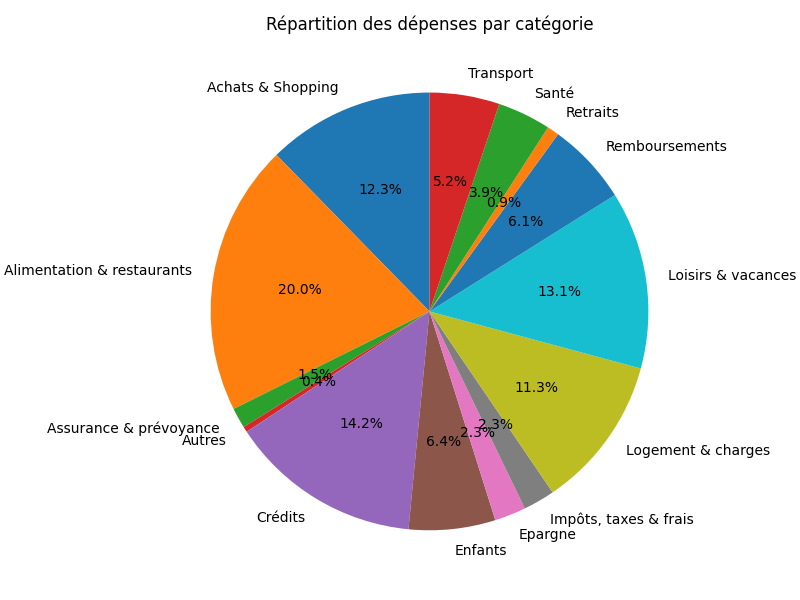 Répartition des dépenses par catégorie
Transport
Santé
Retraits
Remboursements
Loisirs & vacances
Logement & charges
Impôts, taxes & frais
Epargne
Enfants
Crédits
Autres
Assurance & prévoyance
Alimentation & restaurants
Achats & Shopping
5.2%
3.9%
0.9%
6.1%
13.1%
11.3%
2.3%
2.3%
6.4%
14.2%
0.4%
1.5%
20.0%
12.3%